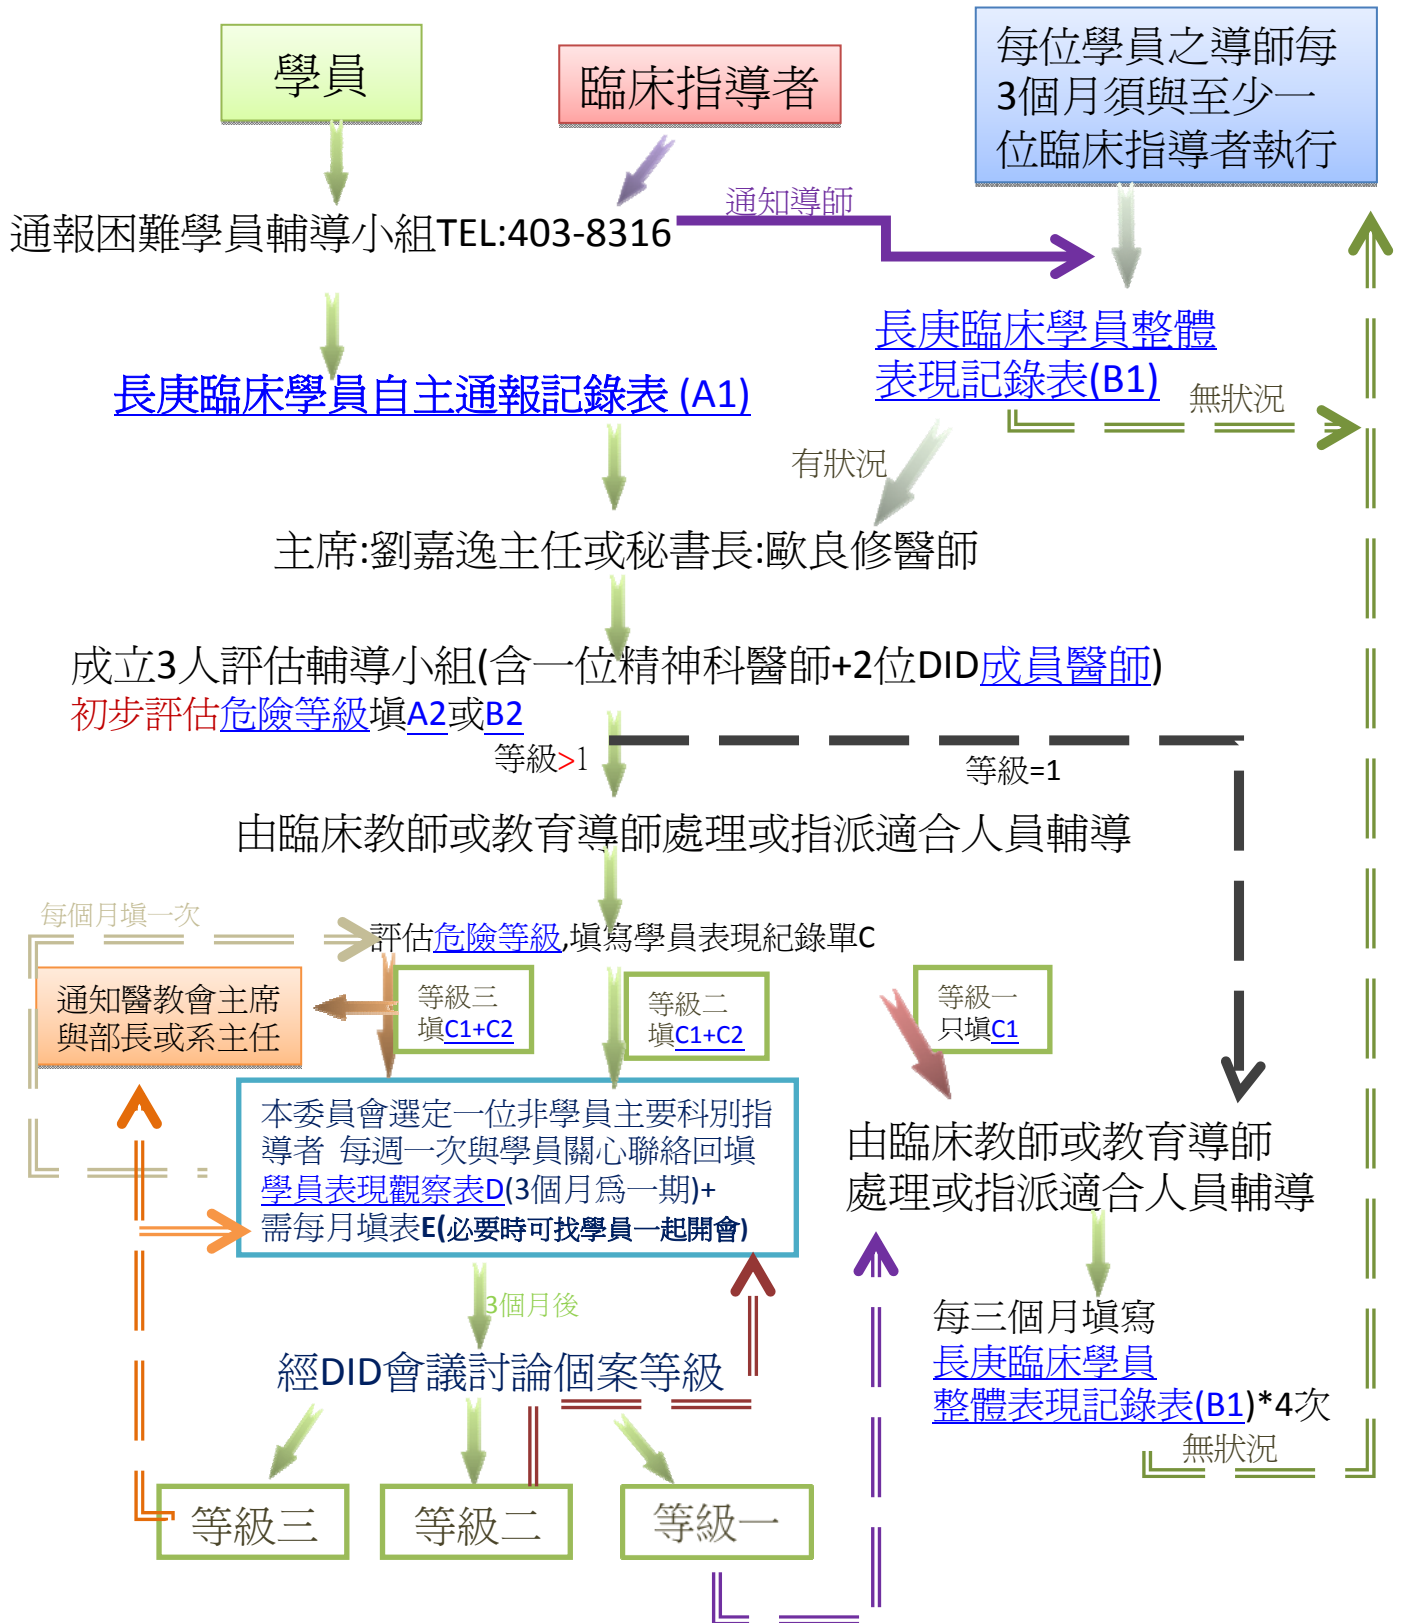 學員
臨床指導者
每位學員之導師每
3個月須與至少一
位臨床指導者執行
通知導師
通報困難學員輔導小組TEL:403-8316
長庚臨床學員整體
表現記錄表(B1)
長庚臨床學員自主通報記錄表 (A1)
無狀況
有狀況
主席:劉嘉逸主任或秘書長:歐良修醫師
成立3人評估輔導小組(含一位精神科醫師+2位DID成員醫師)
初步評估危險等級填A2或B2
等級>1
等級=1
由臨床教師或教育導師處理或指派適合人員輔導
每個月填一次
評估危險等級,填寫學員表現紀錄單C
通知醫教會主席
與部長或系主任
等級三
填C1+C2
等級二
填C1+C2
等級一
只填C1
本委員會選定一位非學員主要科別指
導者 每週一次與學員關心聯絡回填
學員表現觀察表D(3個月為一期)+
需每月填表E(必要時可找學員一起開會)
由臨床教師或教育導師
處理或指派適合人員輔導
3個月後
每三個月填寫
長庚臨床學員
整體表現記錄表(B1)*4次
經DID會議討論個案等級
無狀況
等級三
等級二
等級一